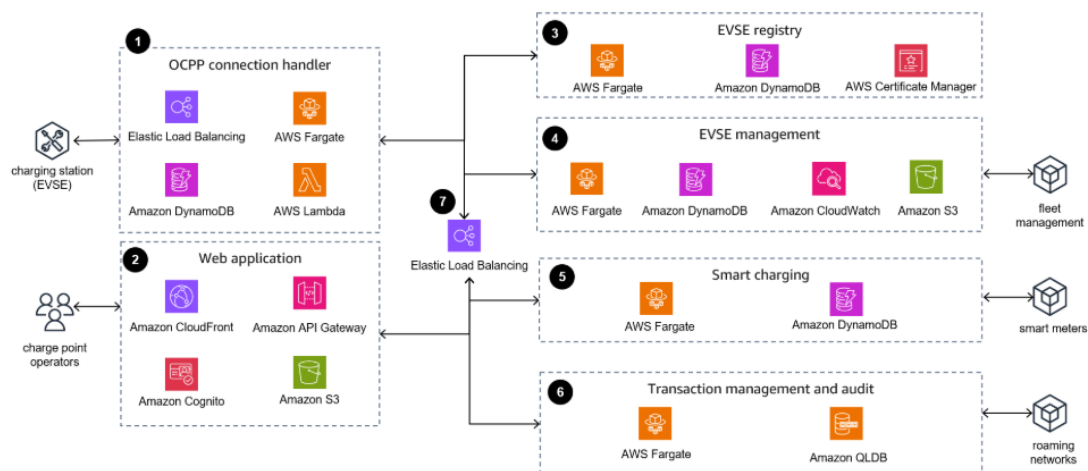 1
OCPP connection handler
Elastic Load Balancing
AWS Fargate
Amazon DynamoDB
AWS Lambda
charging station
(EVSE)
2
Web application
Amazon CloudFront
Amazon API Gateway
Amazon Cognito
Amazon S3
charge point
operators
7
Elastic Load Balancing
3
EVSE registry
AWS Fargate
Amazon DynamoDB
AWS Certificate Manager
4
EVSE management
AWS Fargate
Amazon DynamoDB
Amazon CloudWatch
Amazon S3
fleet
management
5
Smart charging
AWS Fargate
Amazon DynamoDB
smart meters
6
Transaction management and audit
AWS Fargate
Amazon QLDB
roaming
networks